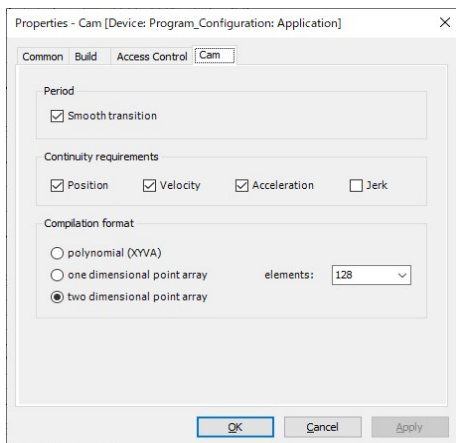 Properties - Cam [Device: Program_Configuration: Application]
Common Build Access Control Cam
Period
Smooth transition
Continuity requirements
Position Velocity Acceleration Jerk
Compilation format
polynomial (XYVA)
one dimensional point array elements: 128
two dimensional point array
OK Cancel Apply